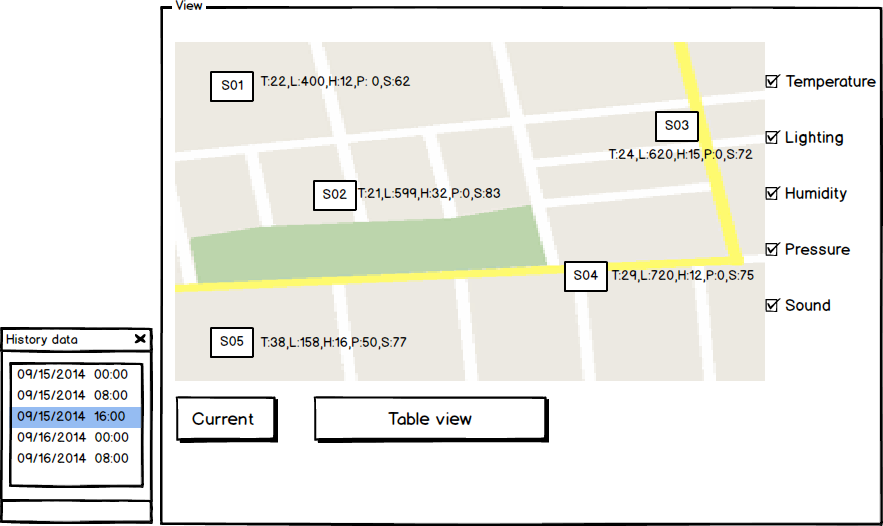 View
S01
T:22,L:400,H:12,P: 0,S:62
Temperature
S03
T:24,L:620,H:15,P:0,S:72
Lighting
S02
T:21,L:599,H:32,P:0,S:83
Humidity
Pressure
S04
T:29,L:720,H:12,P:0,S:75
Sound
S05
T:38,L:158,H:16,P:50,S:77
Current
Table view
History data
09/15/2014 00:00
09/15/2014 08:00
09/15/2014 16:00
09/16/2014 00:00
09/16/2014 08:00